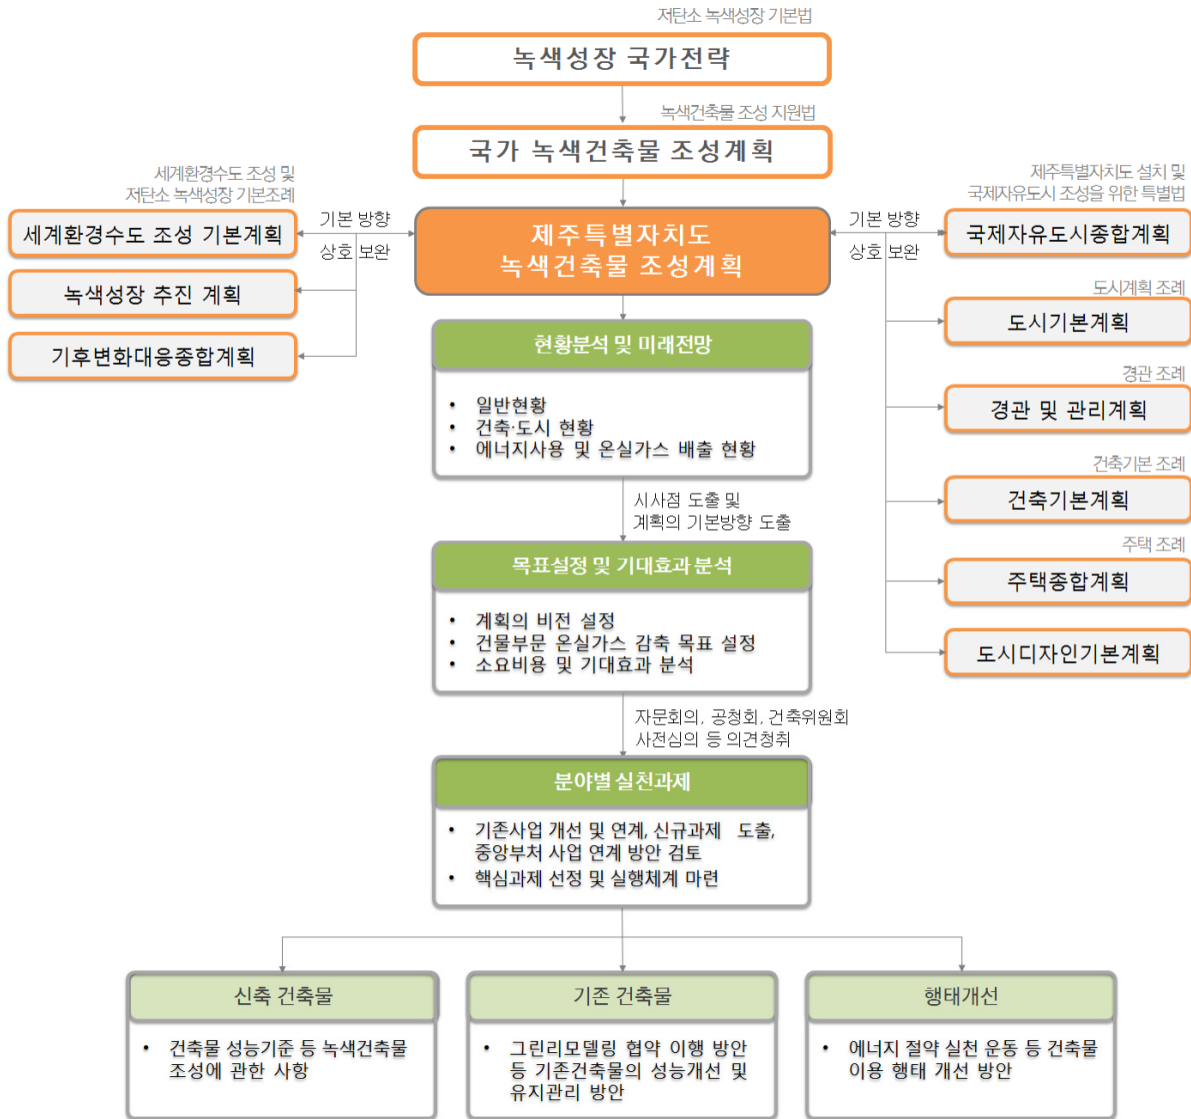 저탄소 녹색성장 기본법
녹색성장 국가전략
녹색건축물 조성 지원법
국가 녹색건축물 조성계획
세계환경수도 조성 및
저탄소 녹색성장 기본조례
세계환경수도 조성 기본계획
녹색성장 추진 계획
기후변화대응종합계획
기본 방향
상호 보완
제주특별자치도
녹색건축물 조성계획
기본 방향
상호 보완
제주특별자치도 설치 및
국제자유도시 조성을 위한 특별법
국제자유도시종합계획
도시계획 조례
도시기본계획
경관 조례
경관 및 관리계획
건축기본 조례
건축기본계획
주택 조례
주택종합계획
도시디자인기본계획
현황분석 및 미래전망
• 일반현황
• 건축·도시 현황
• 에너지사용 및 온실가스 배출 현황
시사점 도출 및
계획의 기본방향 도출
목표설정 및 기대효과 분석
• 계획의 비전 설정
• 건물부문 온실가스 감축 목표 설정
• 소요비용 및 기대효과 분석
자문회의, 공청회, 건축위원회
사전심의 등 의견청취
분야별 실천과제
• 기존사업 개선 및 연계, 신규과제 도출,
중앙부처 사업 연계 방안 검토
• 핵심과제 선정 및 실행체계 마련
신축 건축물
• 건축물 성능기준 등 녹색건축물
조성에 관한 사항
기존 건축물
• 그린리모델링 협약 이행 방안
등 기존건축물의 성능개선 및
유지관리 방안
행태개선
• 에너지 절약 실천 운동 등 건축물
이용 행태 개선 방안